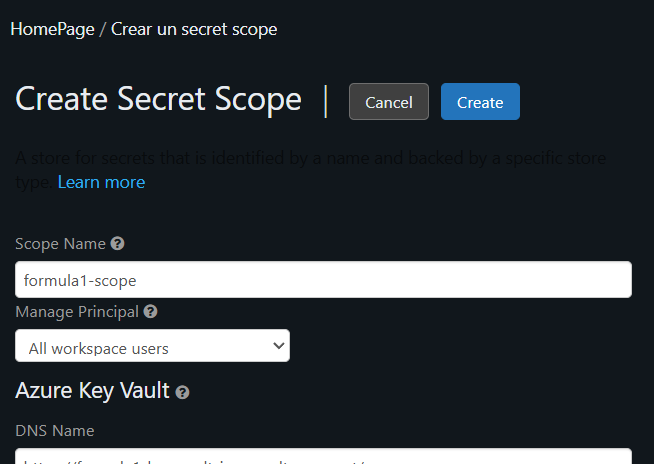 HomePage / Crear un secret scope
Create Secret Scope | Cancel Create
A store for secrets that is identified by a name and backed by a specific store
type. Learn more
Scope Name
formula1-scope
Manage Principal
All workspace users
Azure Key Vault
DNS Name